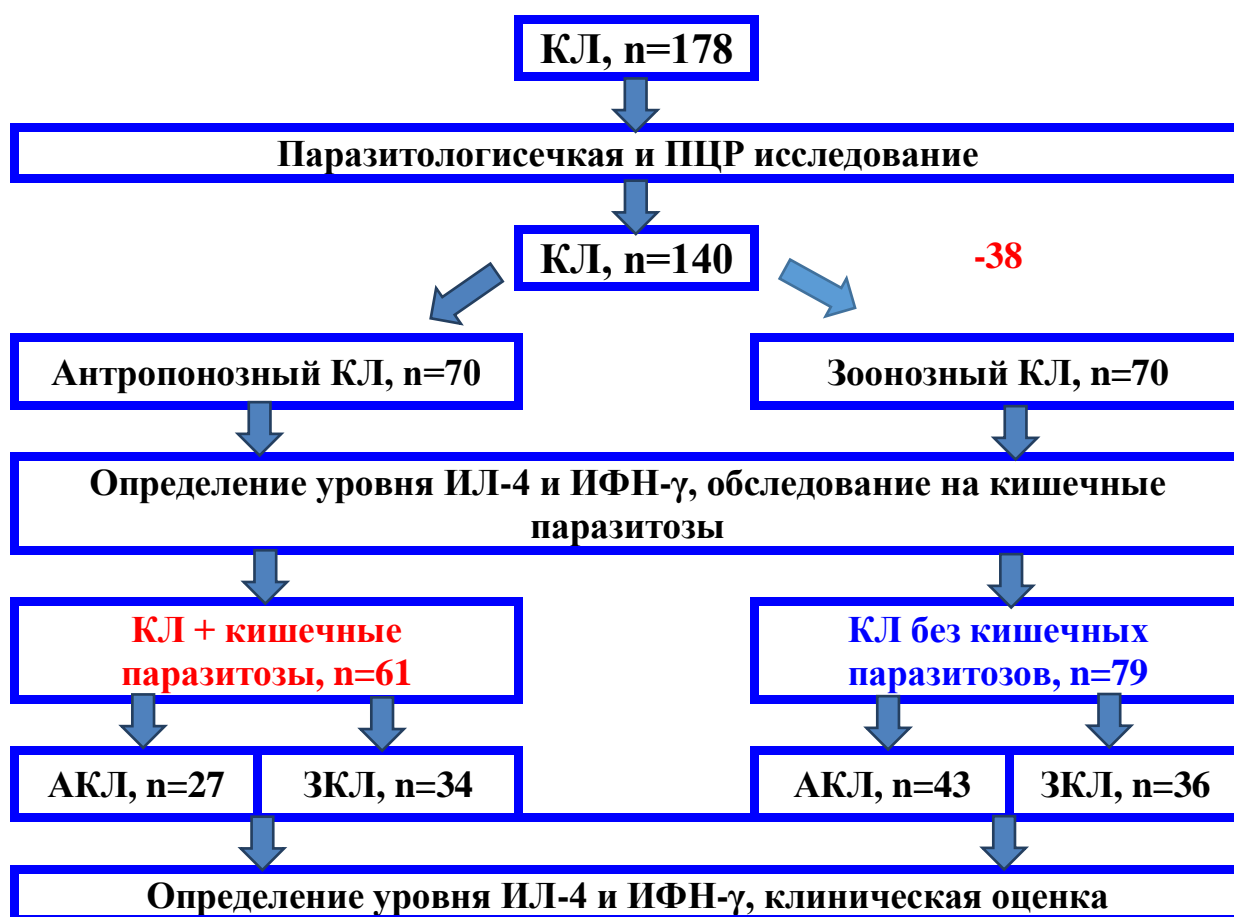 КЛ, n=178
Паразитологисечкая и ПЦР исследование
КЛ, n=140
-38
Антропонозный КЛ, n=70
Зоонозный КЛ, n=70
Определение уровня ИЛ-4 и ИФН-γ, обследование на кишечные
паразитозы
КЛ + кишечные
паразитозы, n=61
КЛ без кишечных
паразитозов, n=79
АКЛ, n=27
ЗКЛ, n=34
АКЛ, n=43
ЗКЛ, n=36
Определение уровня ИЛ-4 и ИФН-γ, клиническая оценка